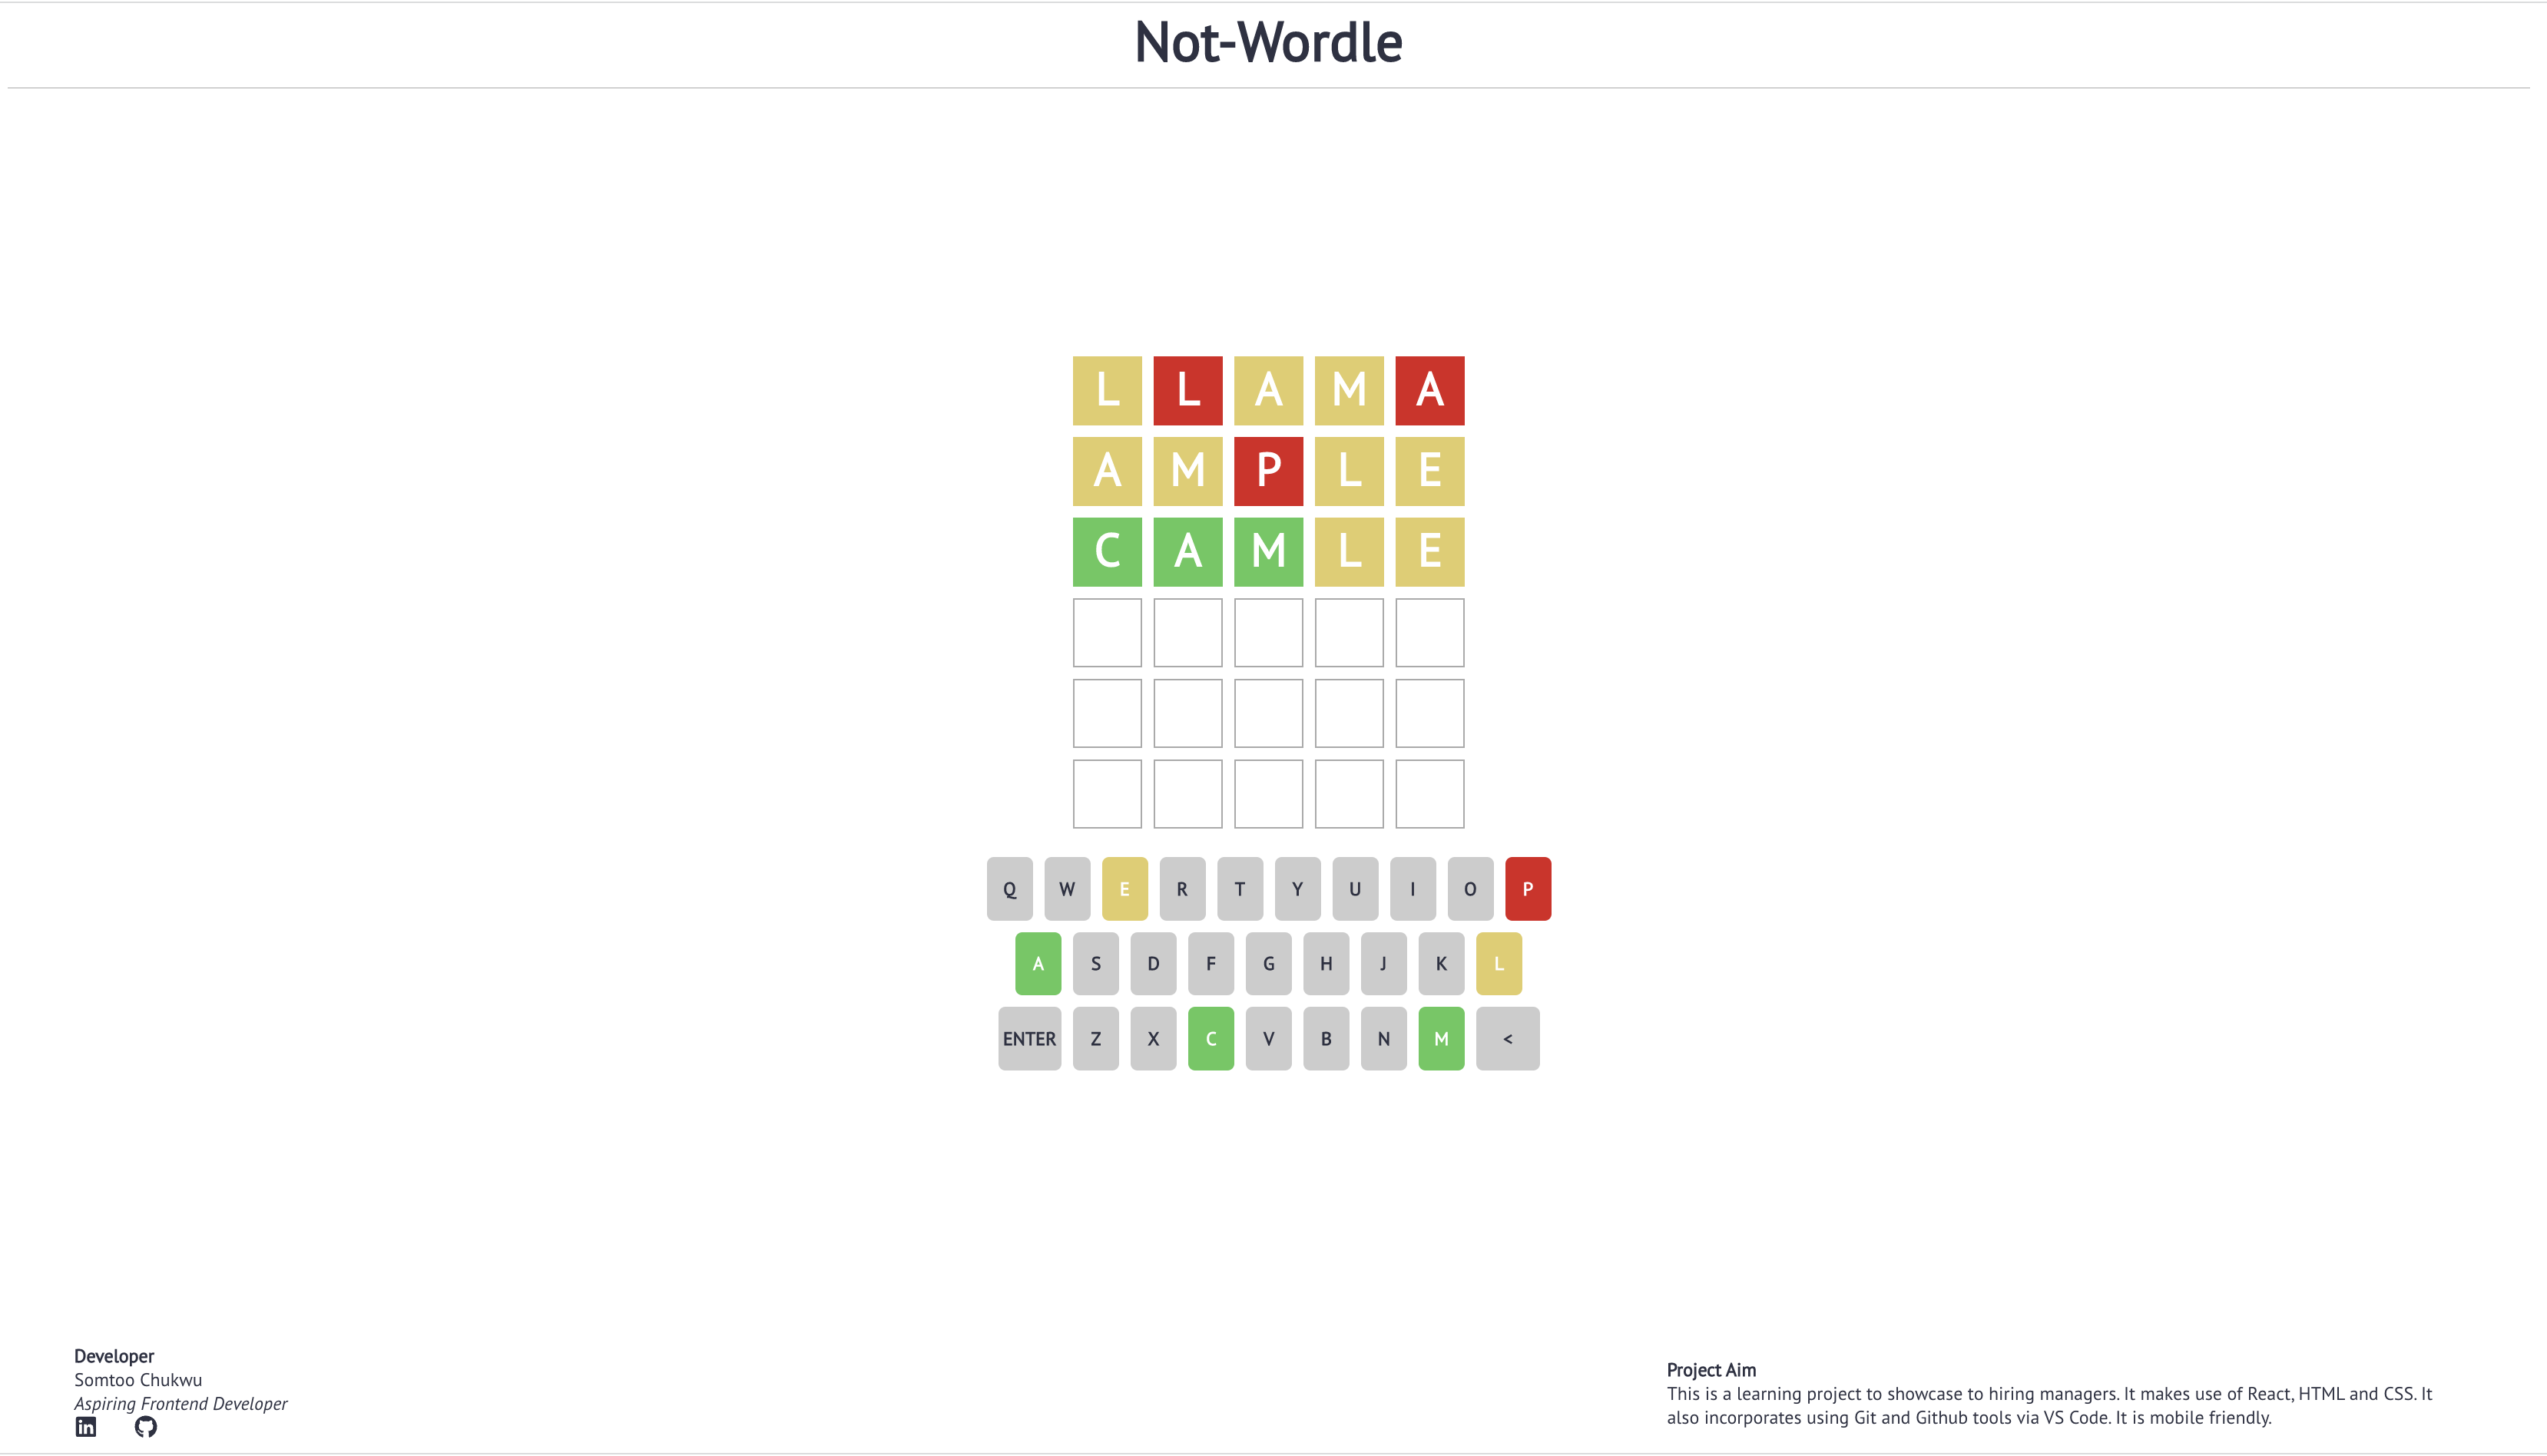 Not-Wordle
L L A M A
A M P L E
C A M L E
Q W E R T Y U I O P
A S D F G H J K L
ENTER Z X C V B N M <
Developer
Somtoo Chukwu
Aspiring Frontend Developer
in
Project Aim
This is a learning project to showcase to hiring managers. It makes use of React, HTML and CSS. It
also incorporates using Git and Github tools via VS Code. It is mobile friendly.